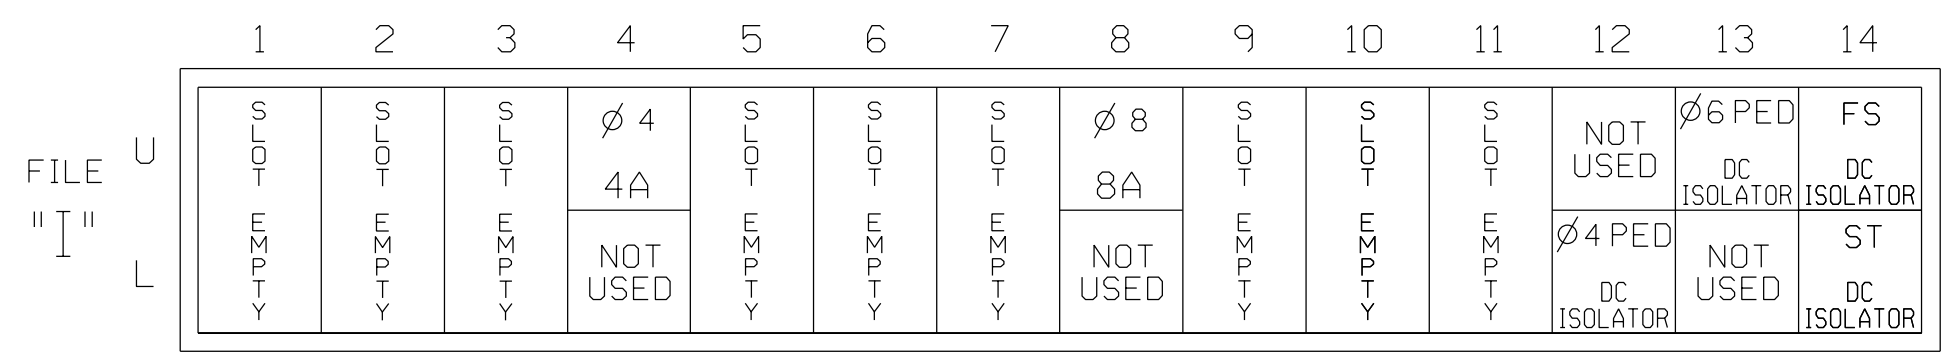 1 2 3 4 5 6 7 8 9 10 11 12 13 14
FILE
"I"
U
L
SLOT EMPTY
SLOT EMPTY
SLOT EMPTY
Ø 4
4A
NOT
USED
SLOT EMPTY
SLOT EMPTY
SLOT EMPTY
Ø 8
8A
NOT
USED
SLOT EMPTY
SLOT EMPTY
SLOT EMPTY
NOT
USED
Ø4 PED
DC
ISOLATOR
Ø6 PED
DC
ISOLATOR
NOT
USED
FS
DC
ISOLATOR
ST
DC
ISOLATOR